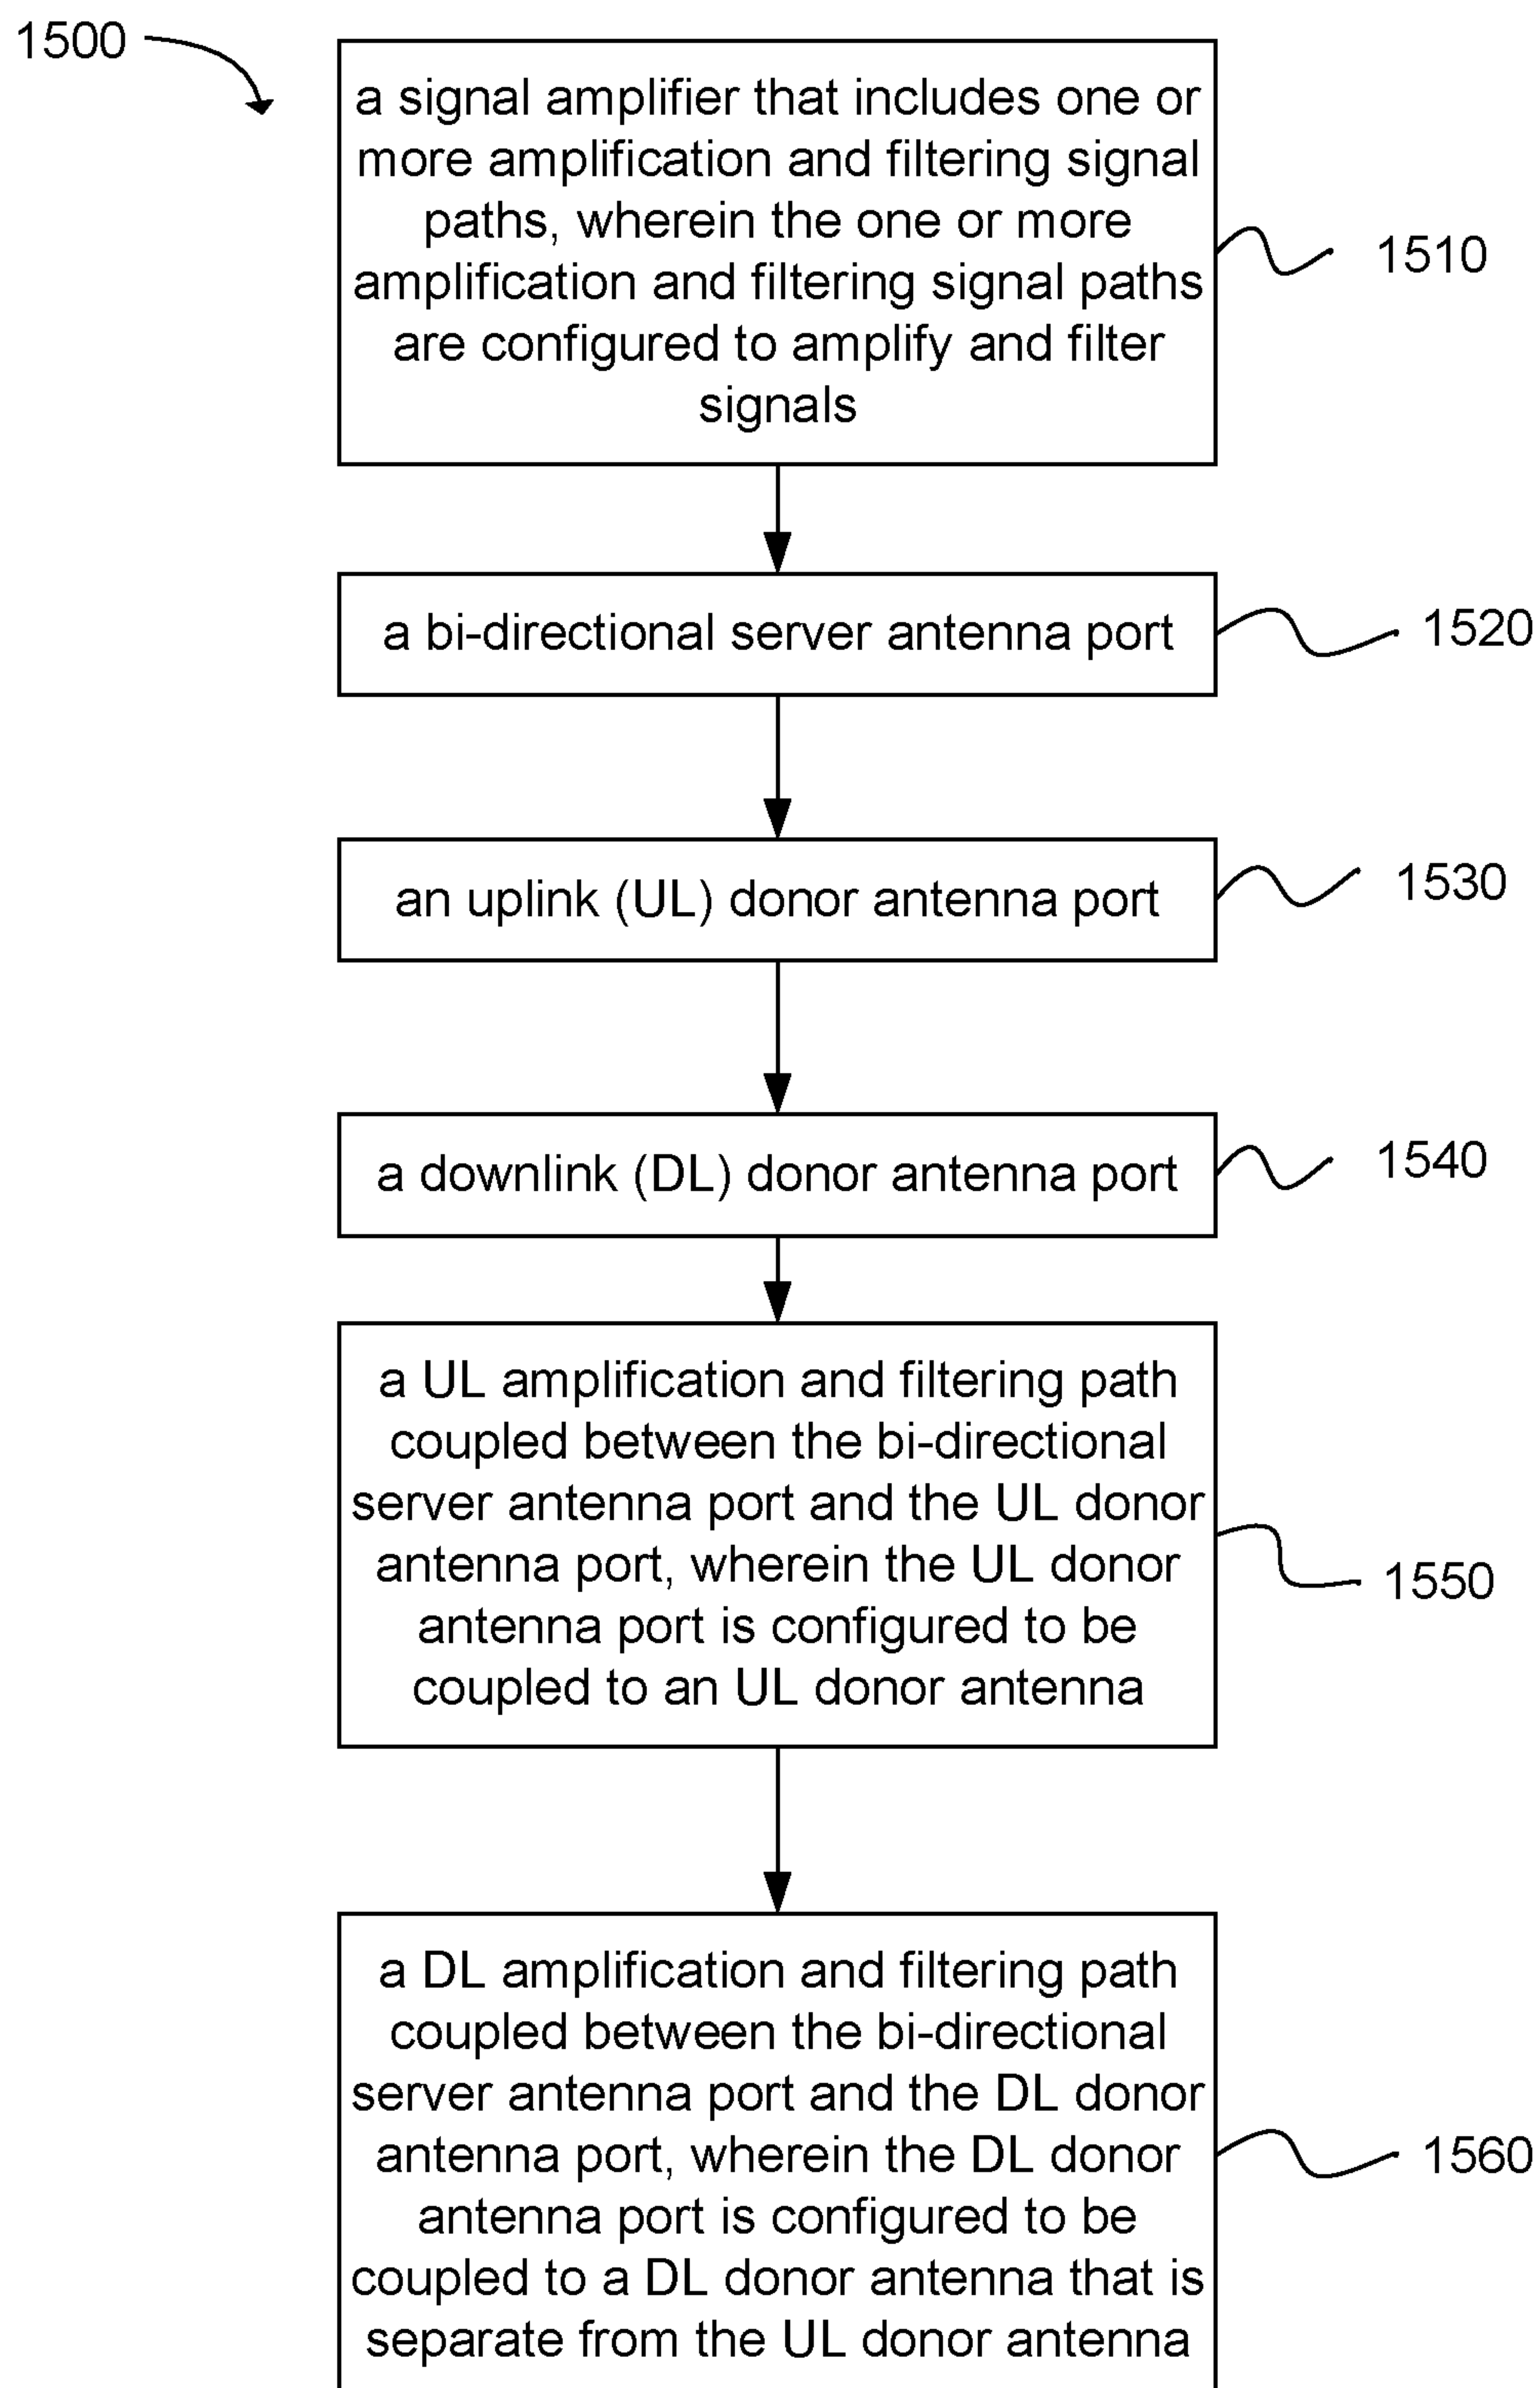 1500
a signal amplifier that includes one or
more amplification and filtering signal
paths, wherein the one or more
amplification and filtering signal paths
are configured to amplify and filter
signals
1510
a bi-directional server antenna port
1520
an uplink (UL) donor antenna port
1530
a downlink (DL) donor antenna port
1540
a UL amplification and filtering path
coupled between the bi-directional
server antenna port and the UL donor
antenna port, wherein the UL donor
antenna port is configured to be
coupled to an UL donor antenna
1550
a DL amplification and filtering path
coupled between the bi-directional
server antenna port and the DL donor
antenna port, wherein the DL donor
antenna port is configured to be
coupled to a DL donor antenna that is
separate from the UL donor antenna
1560